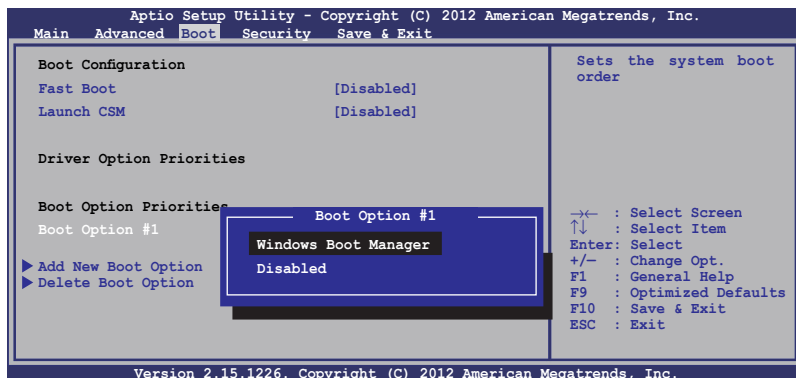 Aptio Setup Utility - Copyright (C) 2012 American Megatrends, Inc.
Main Advanced Boot Security Save & Exit
Boot Configuration
Fast Boot [Disabled]
Launch CSM [Disabled]
Driver Option Priorities
Boot Option Priorities
Boot Option #1
Add New Boot Option
Delete Boot Option
Boot Option #1
Windows Boot Manager
Disabled
Sets the system boot
order
→← : Select Screen
↑↓ : Select Item
Enter: Select
+/— : Change Opt.
F1 : General Help
F9 : Optimized Defaults
F10 : Save & Exit
ESC : Exit
Version 2.15.1226. Copyright (C) 2012 American Megatrends, Inc.